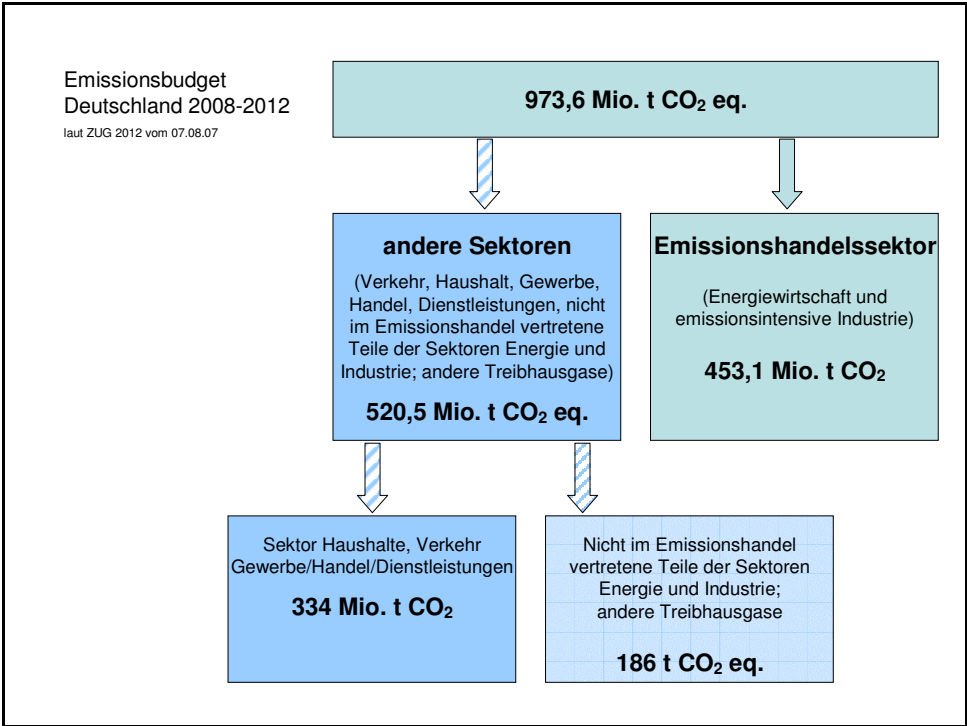 Emissionsbudget
Deutschland 2008-2012
laut ZUG 2012 vom 07.08.07
973,6 Mio. t CO₂ eq.
andere Sektoren
(Verkehr, Haushalt, Gewerbe,
Handel, Dienstleistungen, nicht
im Emissionshandel vertretene
Teile der Sektoren Energie und
Industrie; andere Treibhausgase)
520,5 Mio. t CO₂ eq.
Emissionshandelssektor
(Energiewirtschaft und
emissionsintensive Industrie)
453,1 Mio. t CO₂
Sektor Haushalte, Verkehr
Gewerbe/Handel/Dienstleistungen
334 Mio. t CO₂
Nicht im Emissionshandel
vertretene Teile der Sektoren
Energie und Industrie;
andere Treibhausgase
186 t CO₂ eq.